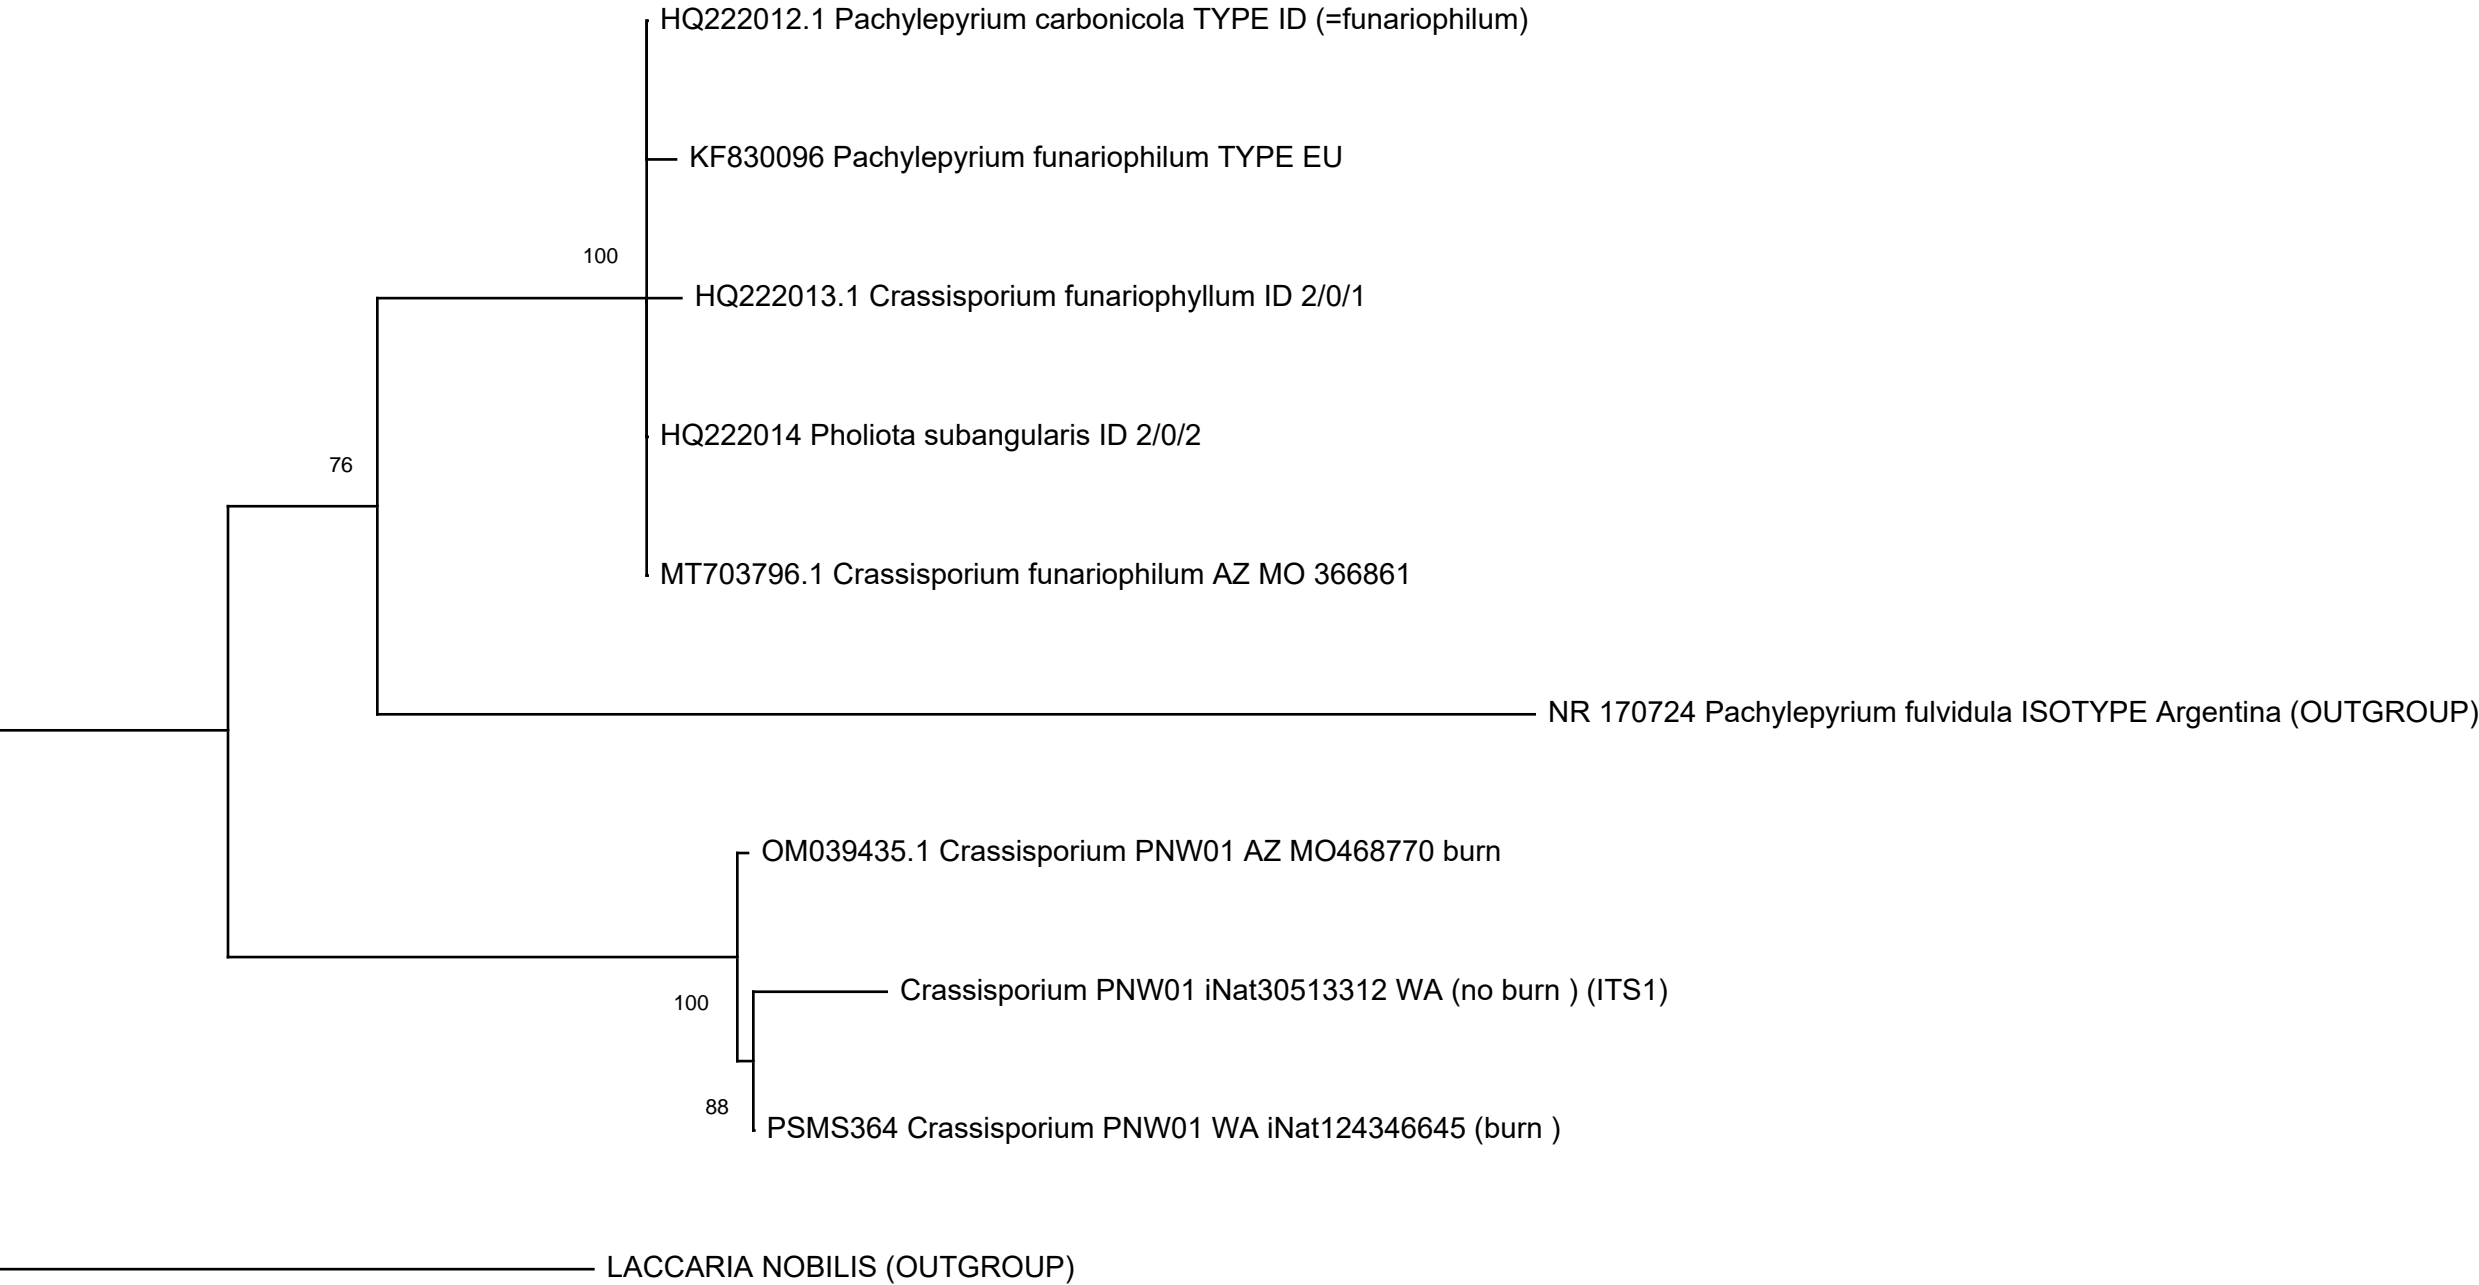 HQ222012.1 Pachylepyrium carbonicola TYPE ID (=funariophilum)
KF830096 Pachylepyrium funariophilum TYPE EU
100
HQ222013.1 Crassisporium funariophyllum ID 2/0/1
HQ222014 Pholiota subangularis ID 2/0/2
76
MT703796.1 Crassisporium funariophilum AZ MO 366861
NR 170724 Pachylepyrium fulvidula ISOTYPE Argentina (OUTGROUP)
OM039435.1 Crassisporium PNW01 AZ MO468770 burn
Crassisporium PNW01 iNat30513312 WA (no burn ) (ITS1)
100
88
PSMS364 Crassisporium PNW01 WA iNat124346645 (burn )
LACCARIA NOBILIS (OUTGROUP)